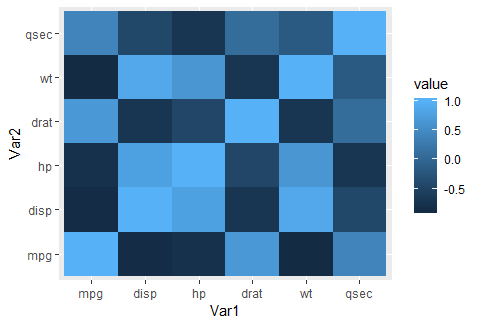 qsec
wt
drat
hp
disp
mpg
Var2
mpg disp hp drat wt qsec
Var1
value
1.0
0.5
0.0
-0.5